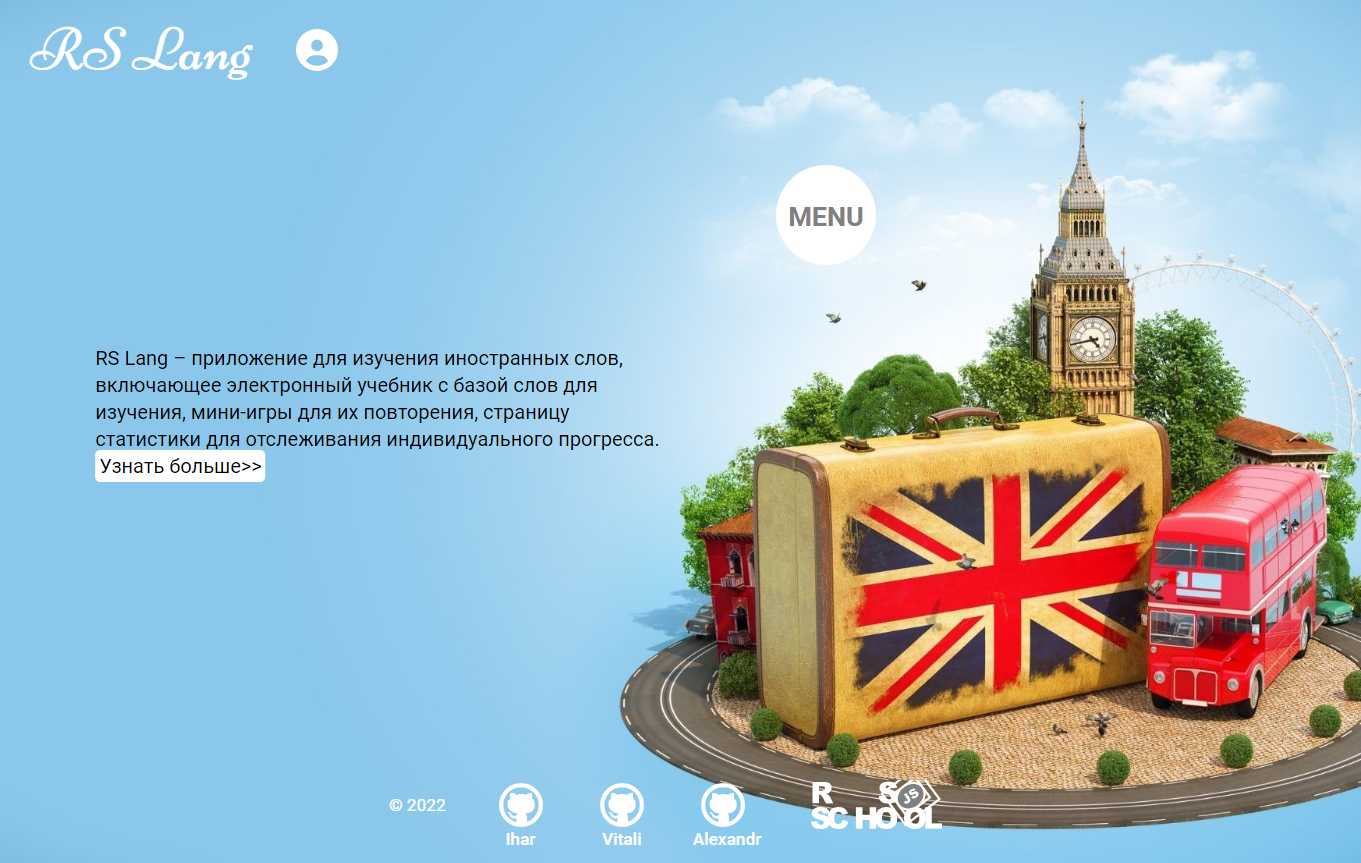 RS Lang
MENU
RS Lang – приложение для изучения иностранных слов,
включающее электронный учебник с базой слов для
изучения, мини-игры для их повторения, страницу
статистики для отслеживания индивидуального прогресса.
Узнать больше>>
© 2022
Ihar
Vitali
Alexandr
RS
JS
SCHOOL